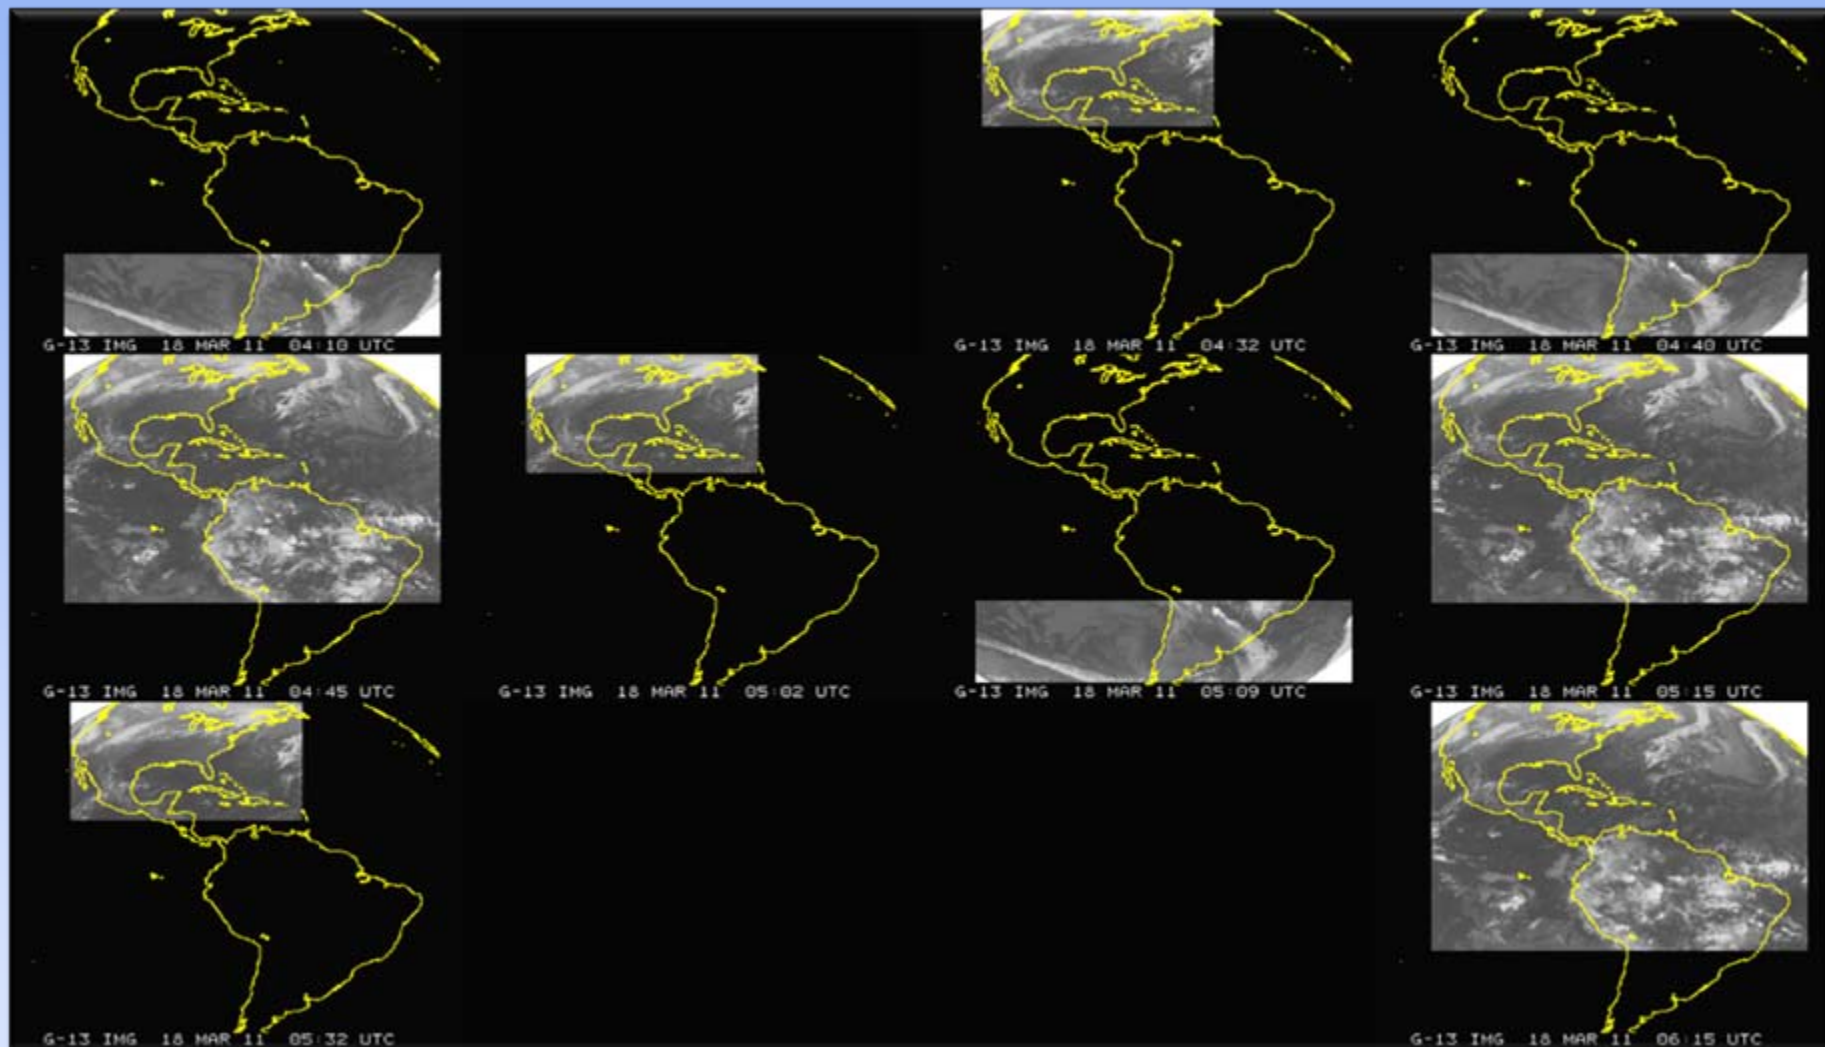 G-13 IMG 18 MAR 11 04:10 UTC
G-13 IMG 18 MAR 11 04:32 UTC
G-13 IMG 18 MAR 11 04:40 UTC
G-13 IMG 18 MAR 11 04:45 UTC
G-13 IMG 18 MAR 11 05:02 UTC
G-13 IMG 18 MAR 11 05:09 UTC
G-13 IMG 18 MAR 11 05:15 UTC
G-13 IMG 18 MAR 11 05:32 UTC
G-13 IMG 18 MAR 11 06:15 UTC